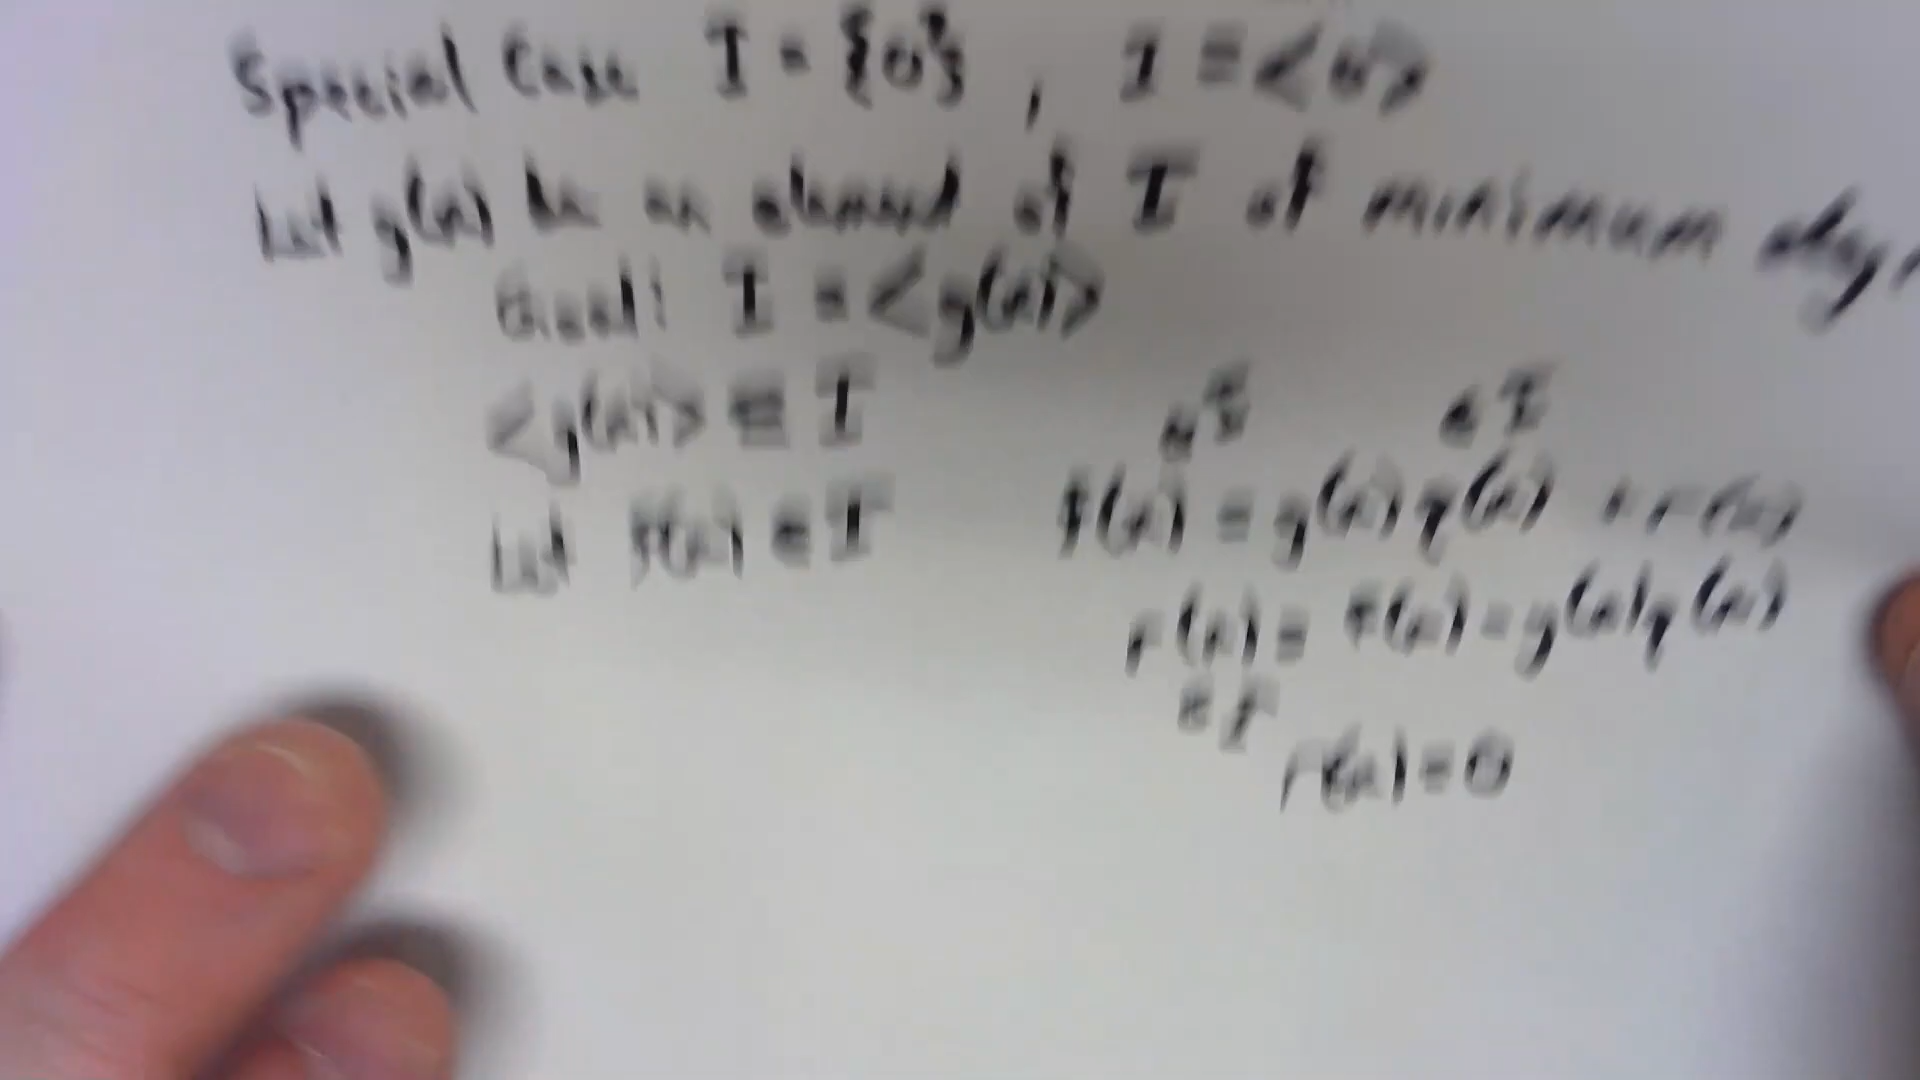 Special Case I = {0}, I = <0>
Let g(x) be an element of I of minimum
Goal: I = <g(x)>
<g(x)> ⊆ I
∈ I ∈ I
Let f(x) ∈ I f(x) = g(x)q(x) + r(x)
r(x) = f(x) - g(x)q(x)
∈ I
r(x) = 0